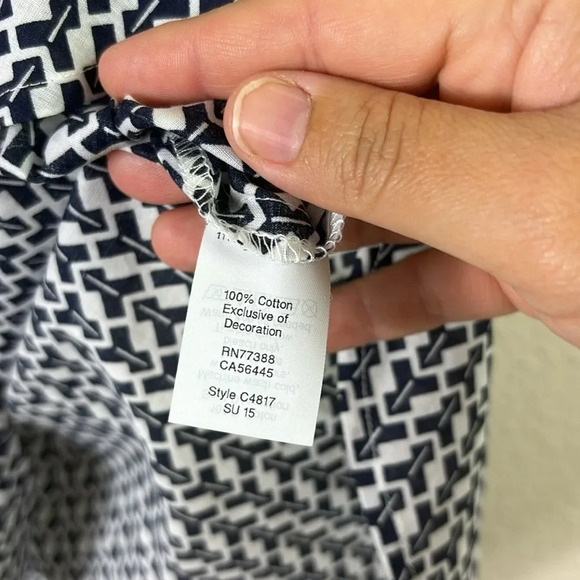 100% Cotton
Exclusive of
Decoration
RN77388
CA56445
Style C4817
SU 15